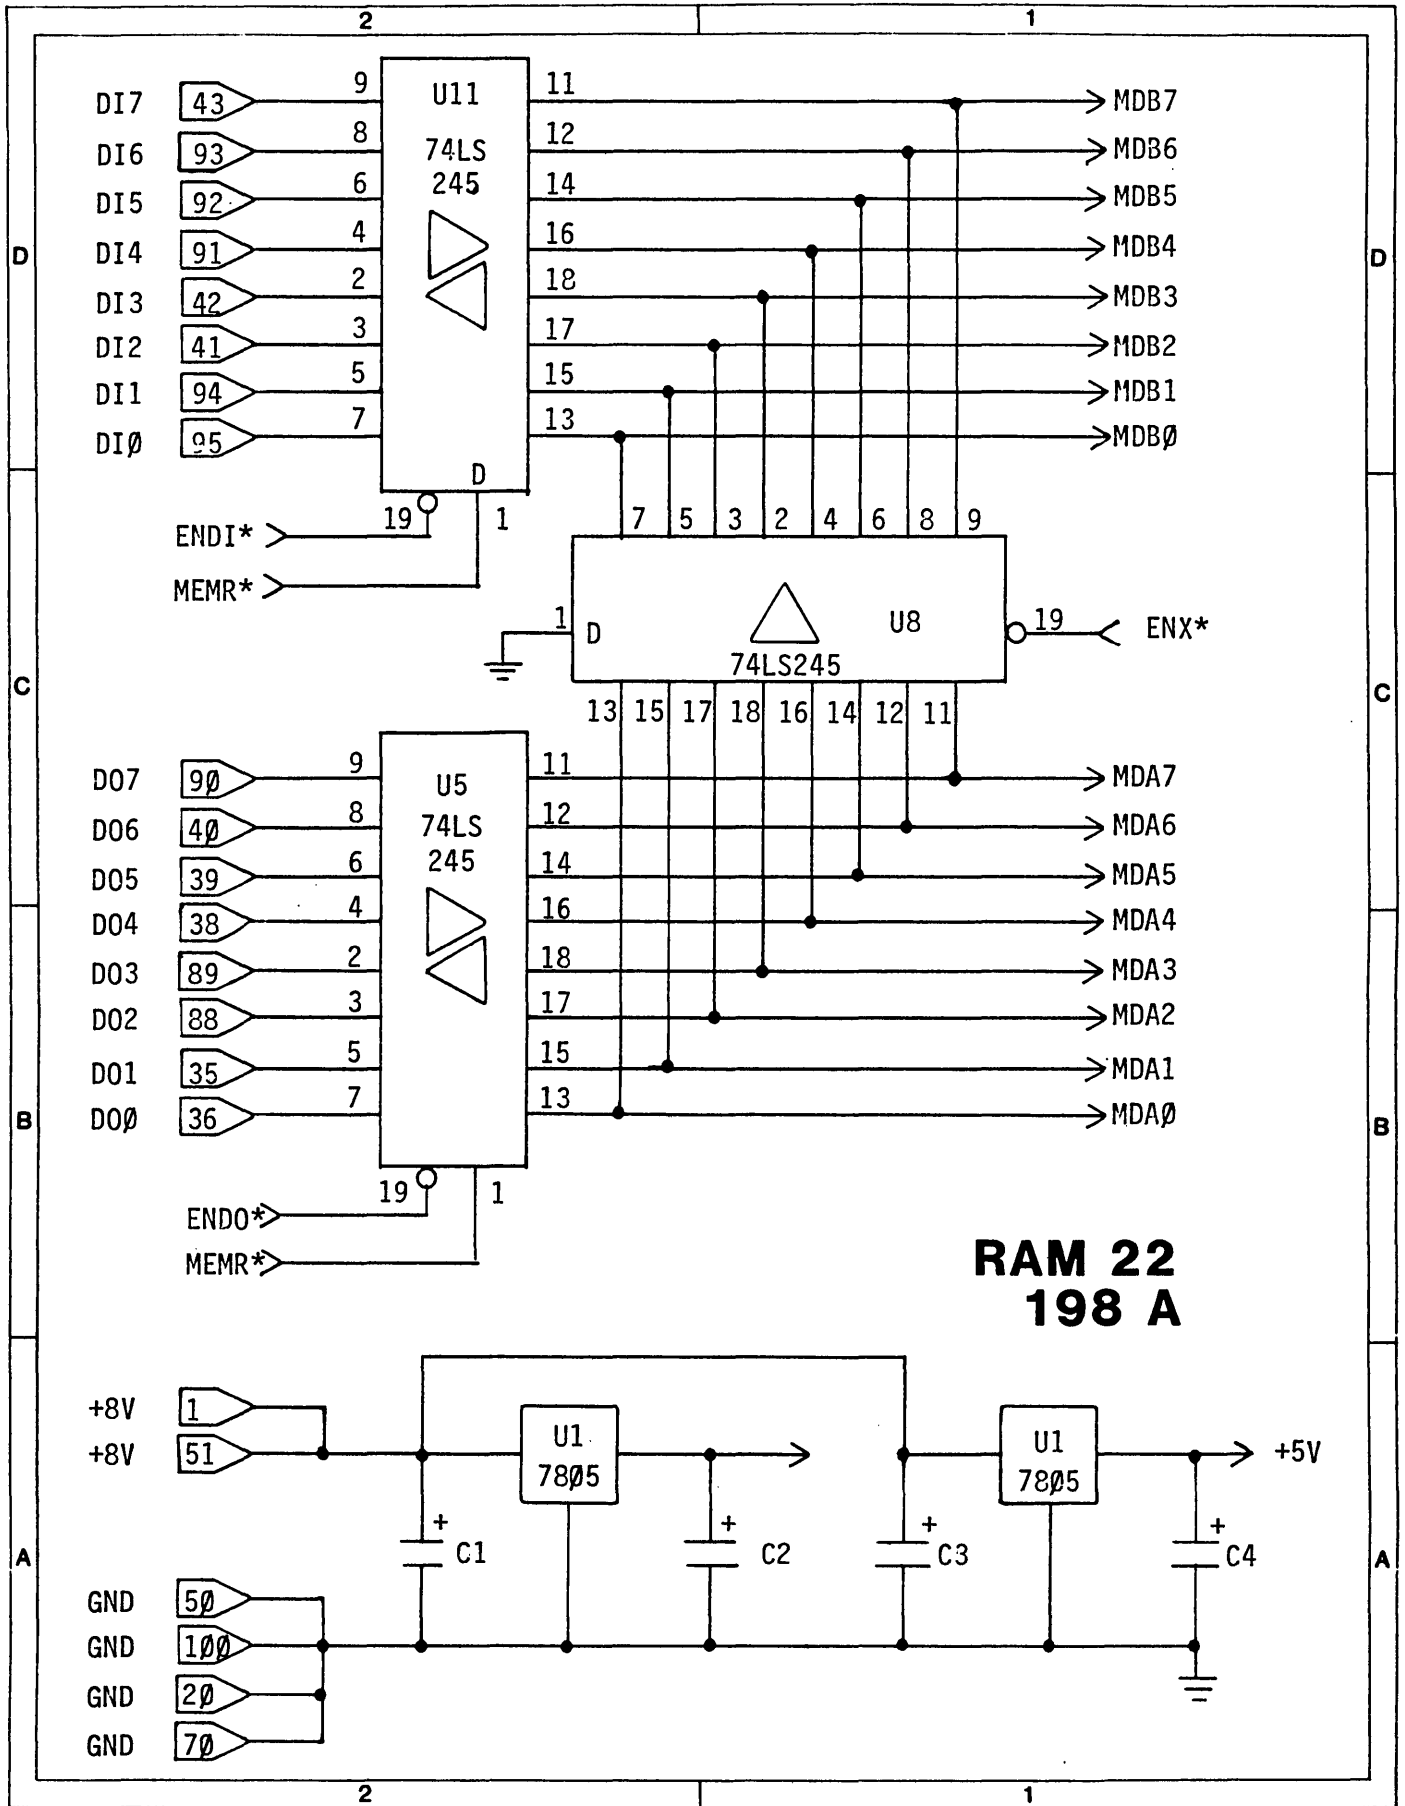 2 1
U11
74LS
245
DI7 43 9 11 MDB7
DI6 93 8 12 MDB6
DI5 92 6 14 MDB5
DI4 91 4 16 MDB4
DI3 42 2 18 MDB3
DI2 41 3 17 MDB2
DI1 94 5 15 MDB1
DIØ 95 7 13 MDBØ
D D
D
ENDI* 19 1
MEMR*
7 5 3 2 4 6 8 9
1 D U8 19 ENX*
74LS245
C C
13 15 17 18 16 14 12 11
U5
74LS
245
DO7 9Ø 9 11 MDA7
DO6 4Ø 8 12 MDA6
DO5 39 6 14 MDA5
DO4 38 4 16 MDA4
DO3 89 2 18 MDA3
DO2 88 3 17 MDA2
DO1 35 5 15 MDA1
DOØ 36 7 13 MDAØ
B B
19 1
ENDO*
MEMR*
RAM 22
198 A
+8V 1
+8V 51
U1
78Ø5
U1
78Ø5
+5V
+ C1 + C2 + C3 + C4
A A
GND 5Ø
GND 1ØØ
GND 2Ø
GND 7Ø
2 1